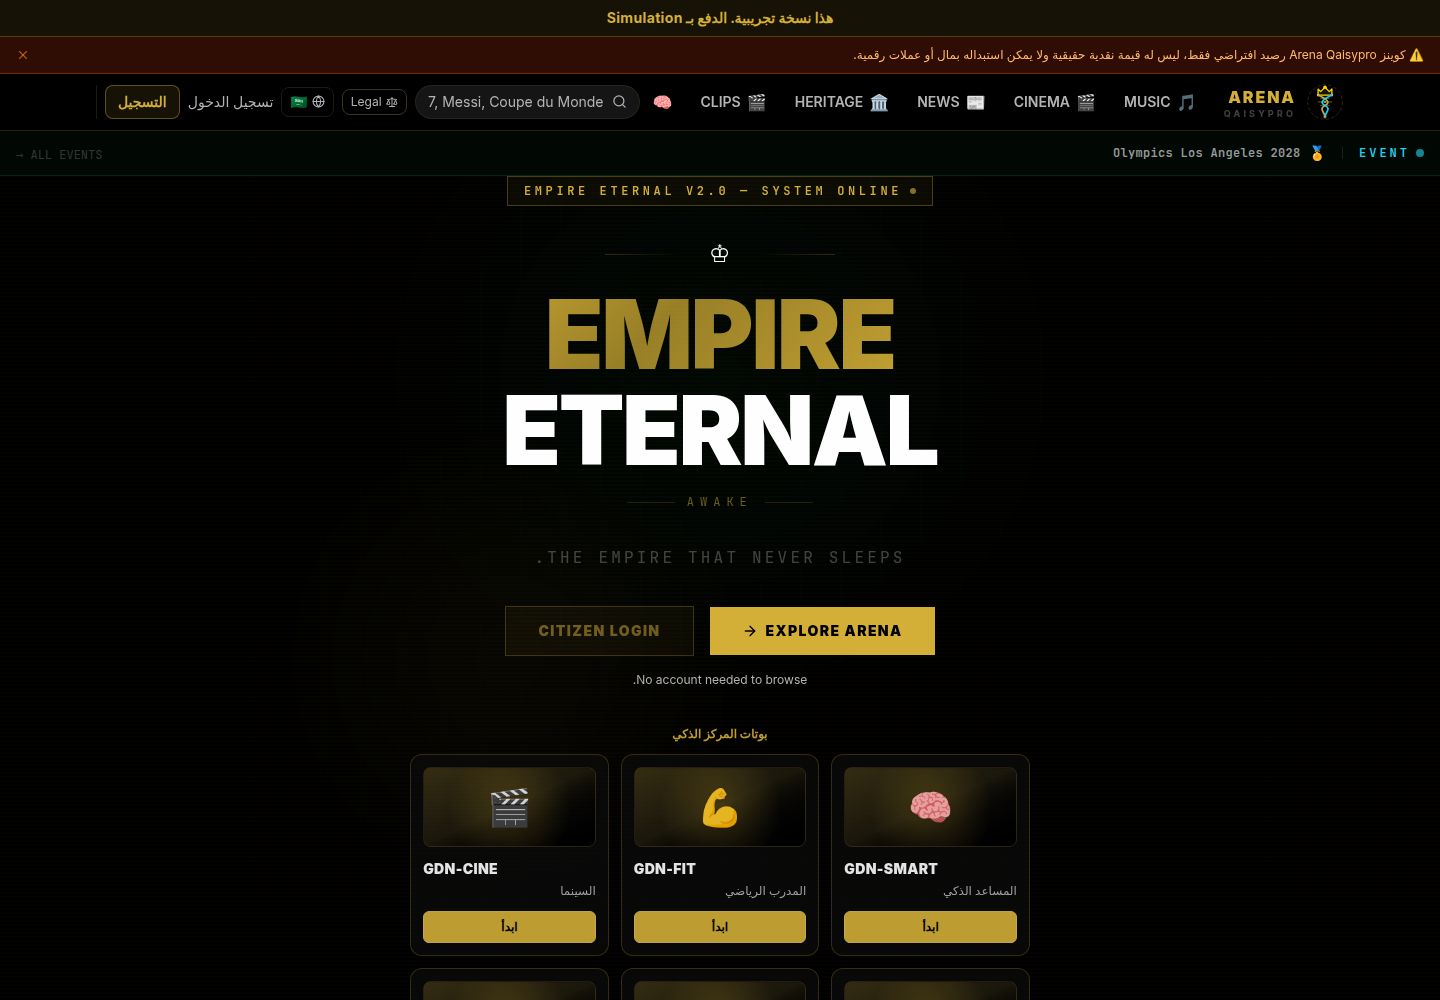 هذا نسخة تجريبية. الدفع بـ Simulation
⚠️ كوينز Arena Qaisypro رصيد افتراضي فقط، ليس له قيمة نقدية حقيقية ولا يمكن استبداله بمال أو عملات رقمية. ×
ARENA
QAISYPRO
MUSIC
CINEMA
NEWS
HERITAGE
CLIPS
7, Messi, Coupe du Monde
Legal
تسجيل الدخول
التسجيل
EVENT
Olympics Los Angeles 2028
→ ALL EVENTS
EMPIRE ETERNAL V2.0 — SYSTEM ONLINE
EMPIRE
ETERNAL
AWAKE
.THE EMPIRE THAT NEVER SLEEPS
→ EXPLORE ARENA
CITIZEN LOGIN
.No account needed to browse
بوتات المركز الذكي
GDN-SMART
المساعد الذكي
ابدأ
GDN-FIT
المدرب الرياضي
ابدأ
GDN-CINE
السينما
ابدأ